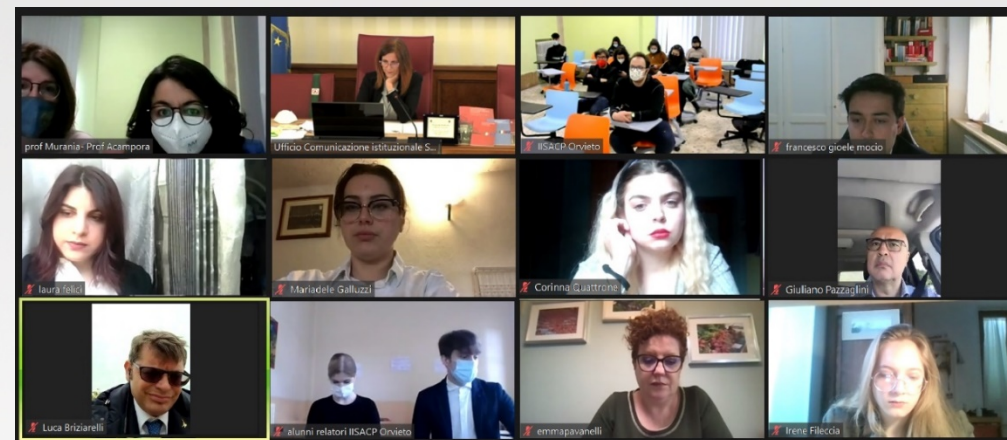 prof Murania- Prof Acampora
Ufficio Comunicazione istituzionale S...
IISACP Orvieto
francesco gioele mocio
laura felici
Mariadele Galluzzi
Corinna Quattrone
Giuliano Pazzaglini
Luca Briziarelli
alunni relatori IISACP Orvieto
emmapavanelli
Irene Fileccia